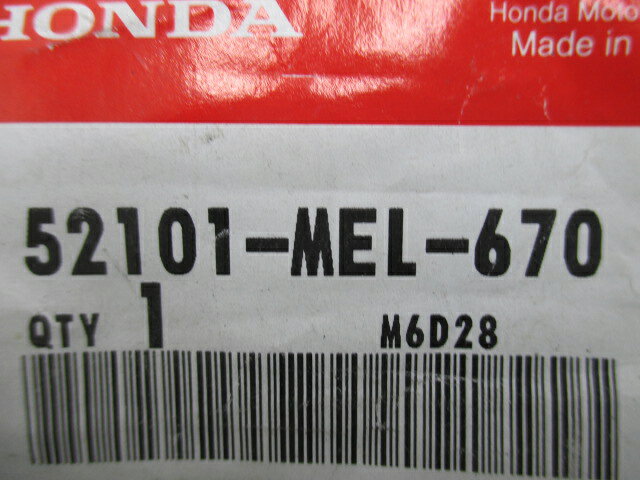 HONDA
Honda Moto
Made in
52101-MEL-670
QTY 1 M6D28